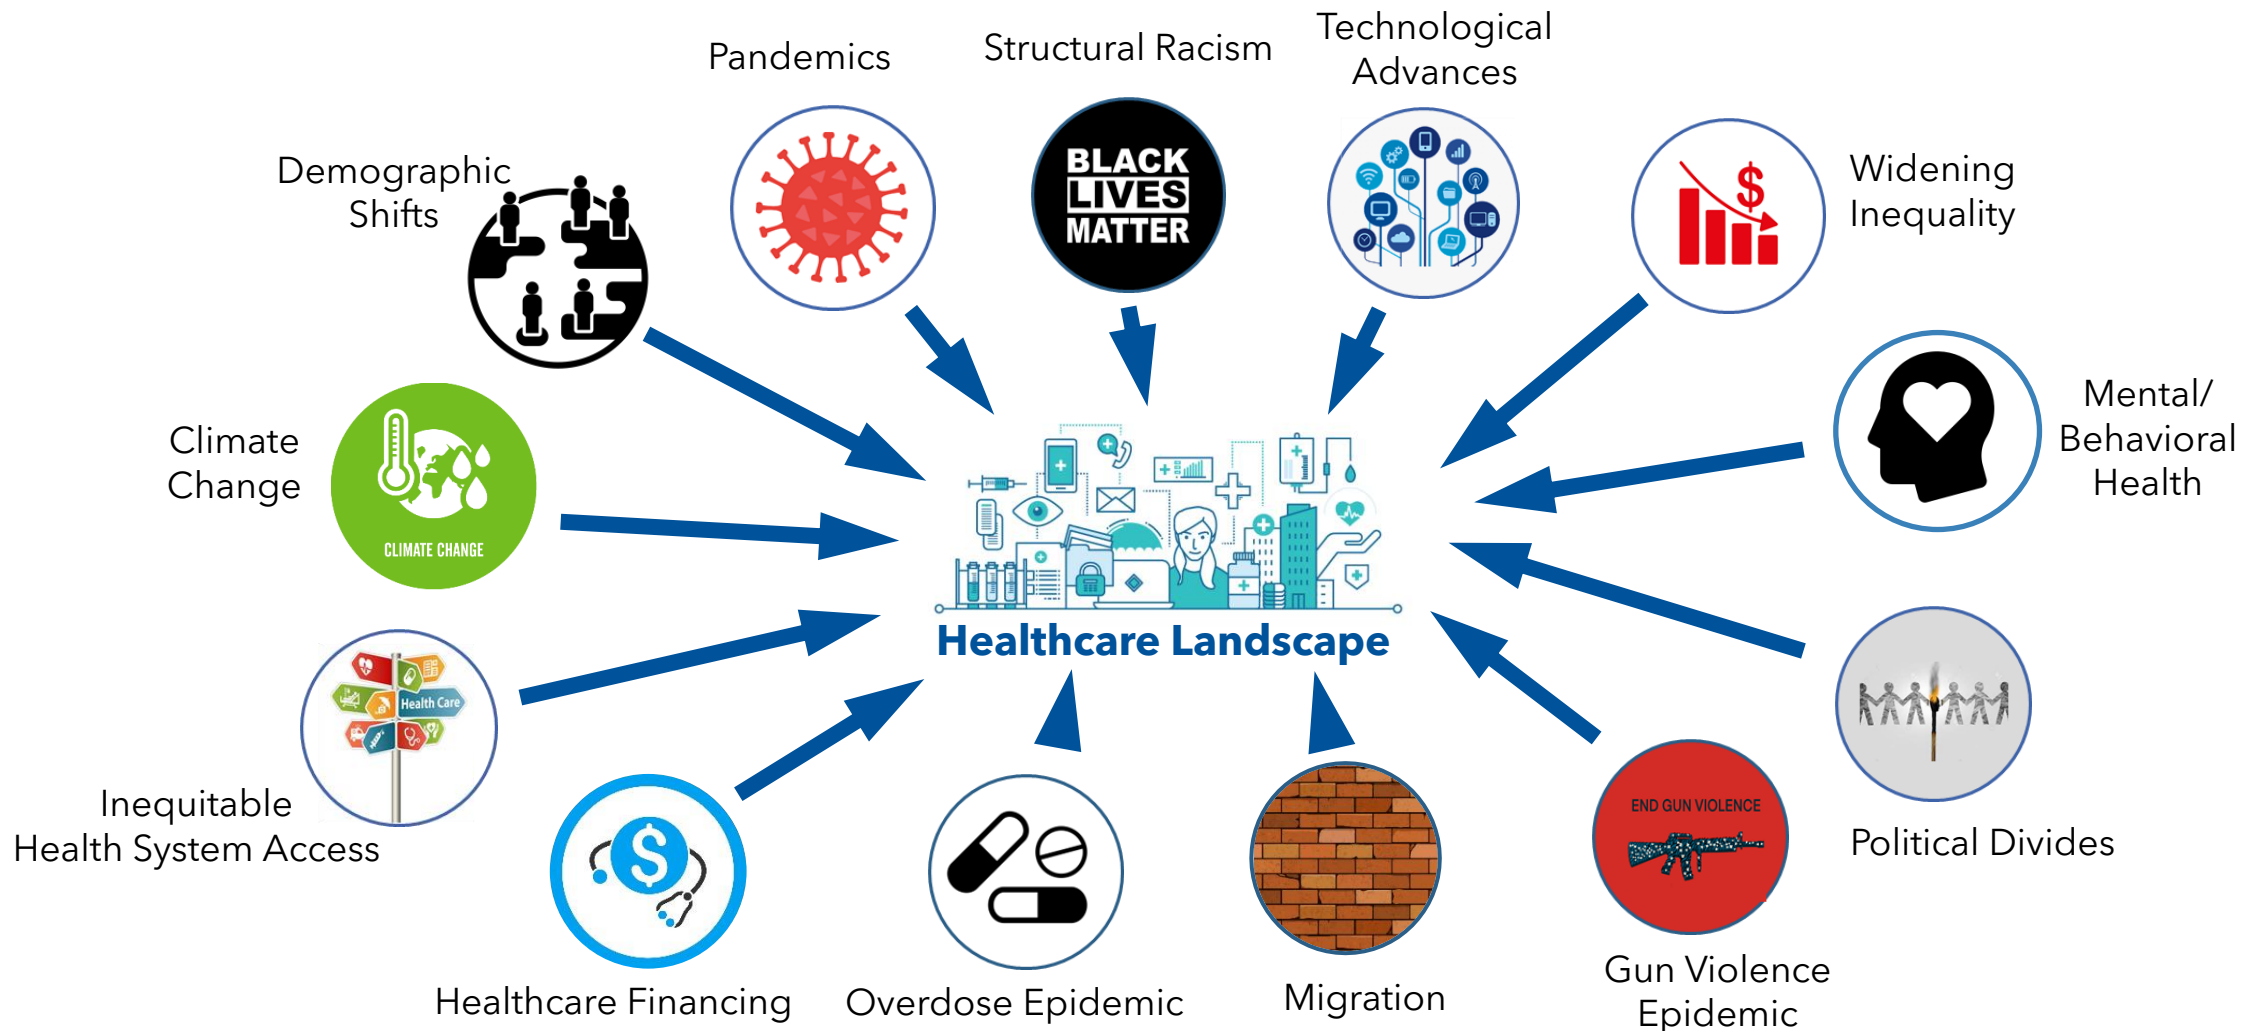 Pandemics
Structural Racism
Technological
Advances
Demographic
Shifts
BLACK
LIVES
MATTER
$
Widening
Inequality
Climate
Change
CLIMATE CHANGE
Mental/
Behavioral
Health
Healthcare Landscape
Health Care
Inequitable
Health System Access
$
Healthcare Financing
Overdose Epidemic
Migration
END GUN VIOLENCE
Gun Violence
Epidemic
Political Divides